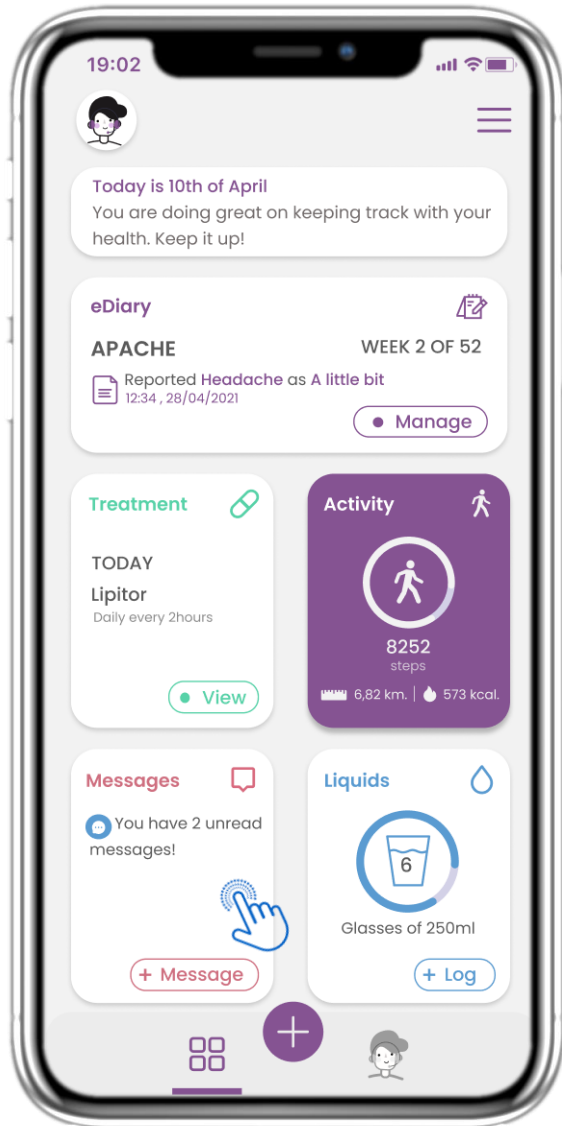 19:02
Today is 10th of April
You are doing great on keeping track with your
health. Keep it up!
eDiary
APACHE
WEEK 2 OF 52
Reported Headache as A little bit
12:34 , 28/04/2021
Manage
Treatment
TODAY
Lipitor
Daily every 2hours
View
Activity
8252
steps
6,82 km.
573 kcal.
Messages
You have 2 unread
messages!
+ Message
Liquids
6
Glasses of 250ml
+ Log